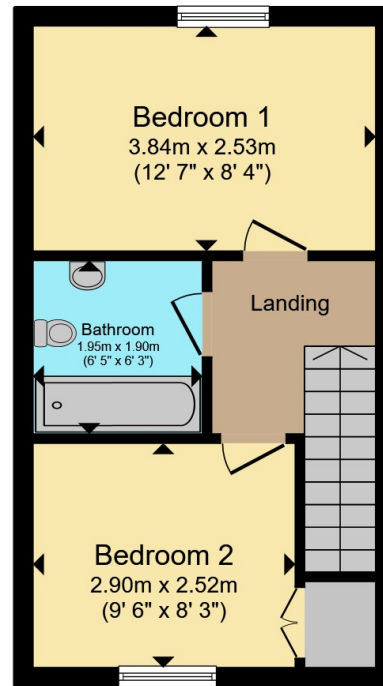 Bedroom 1
3.84m x 2.53m
(12' 7" x 8' 4")
Landing
Bathroom
1.95m x 1.90m
(6' 5" x 6' 3")
Bedroom 2
2.90m x 2.52m
(9' 6" x 8' 3")